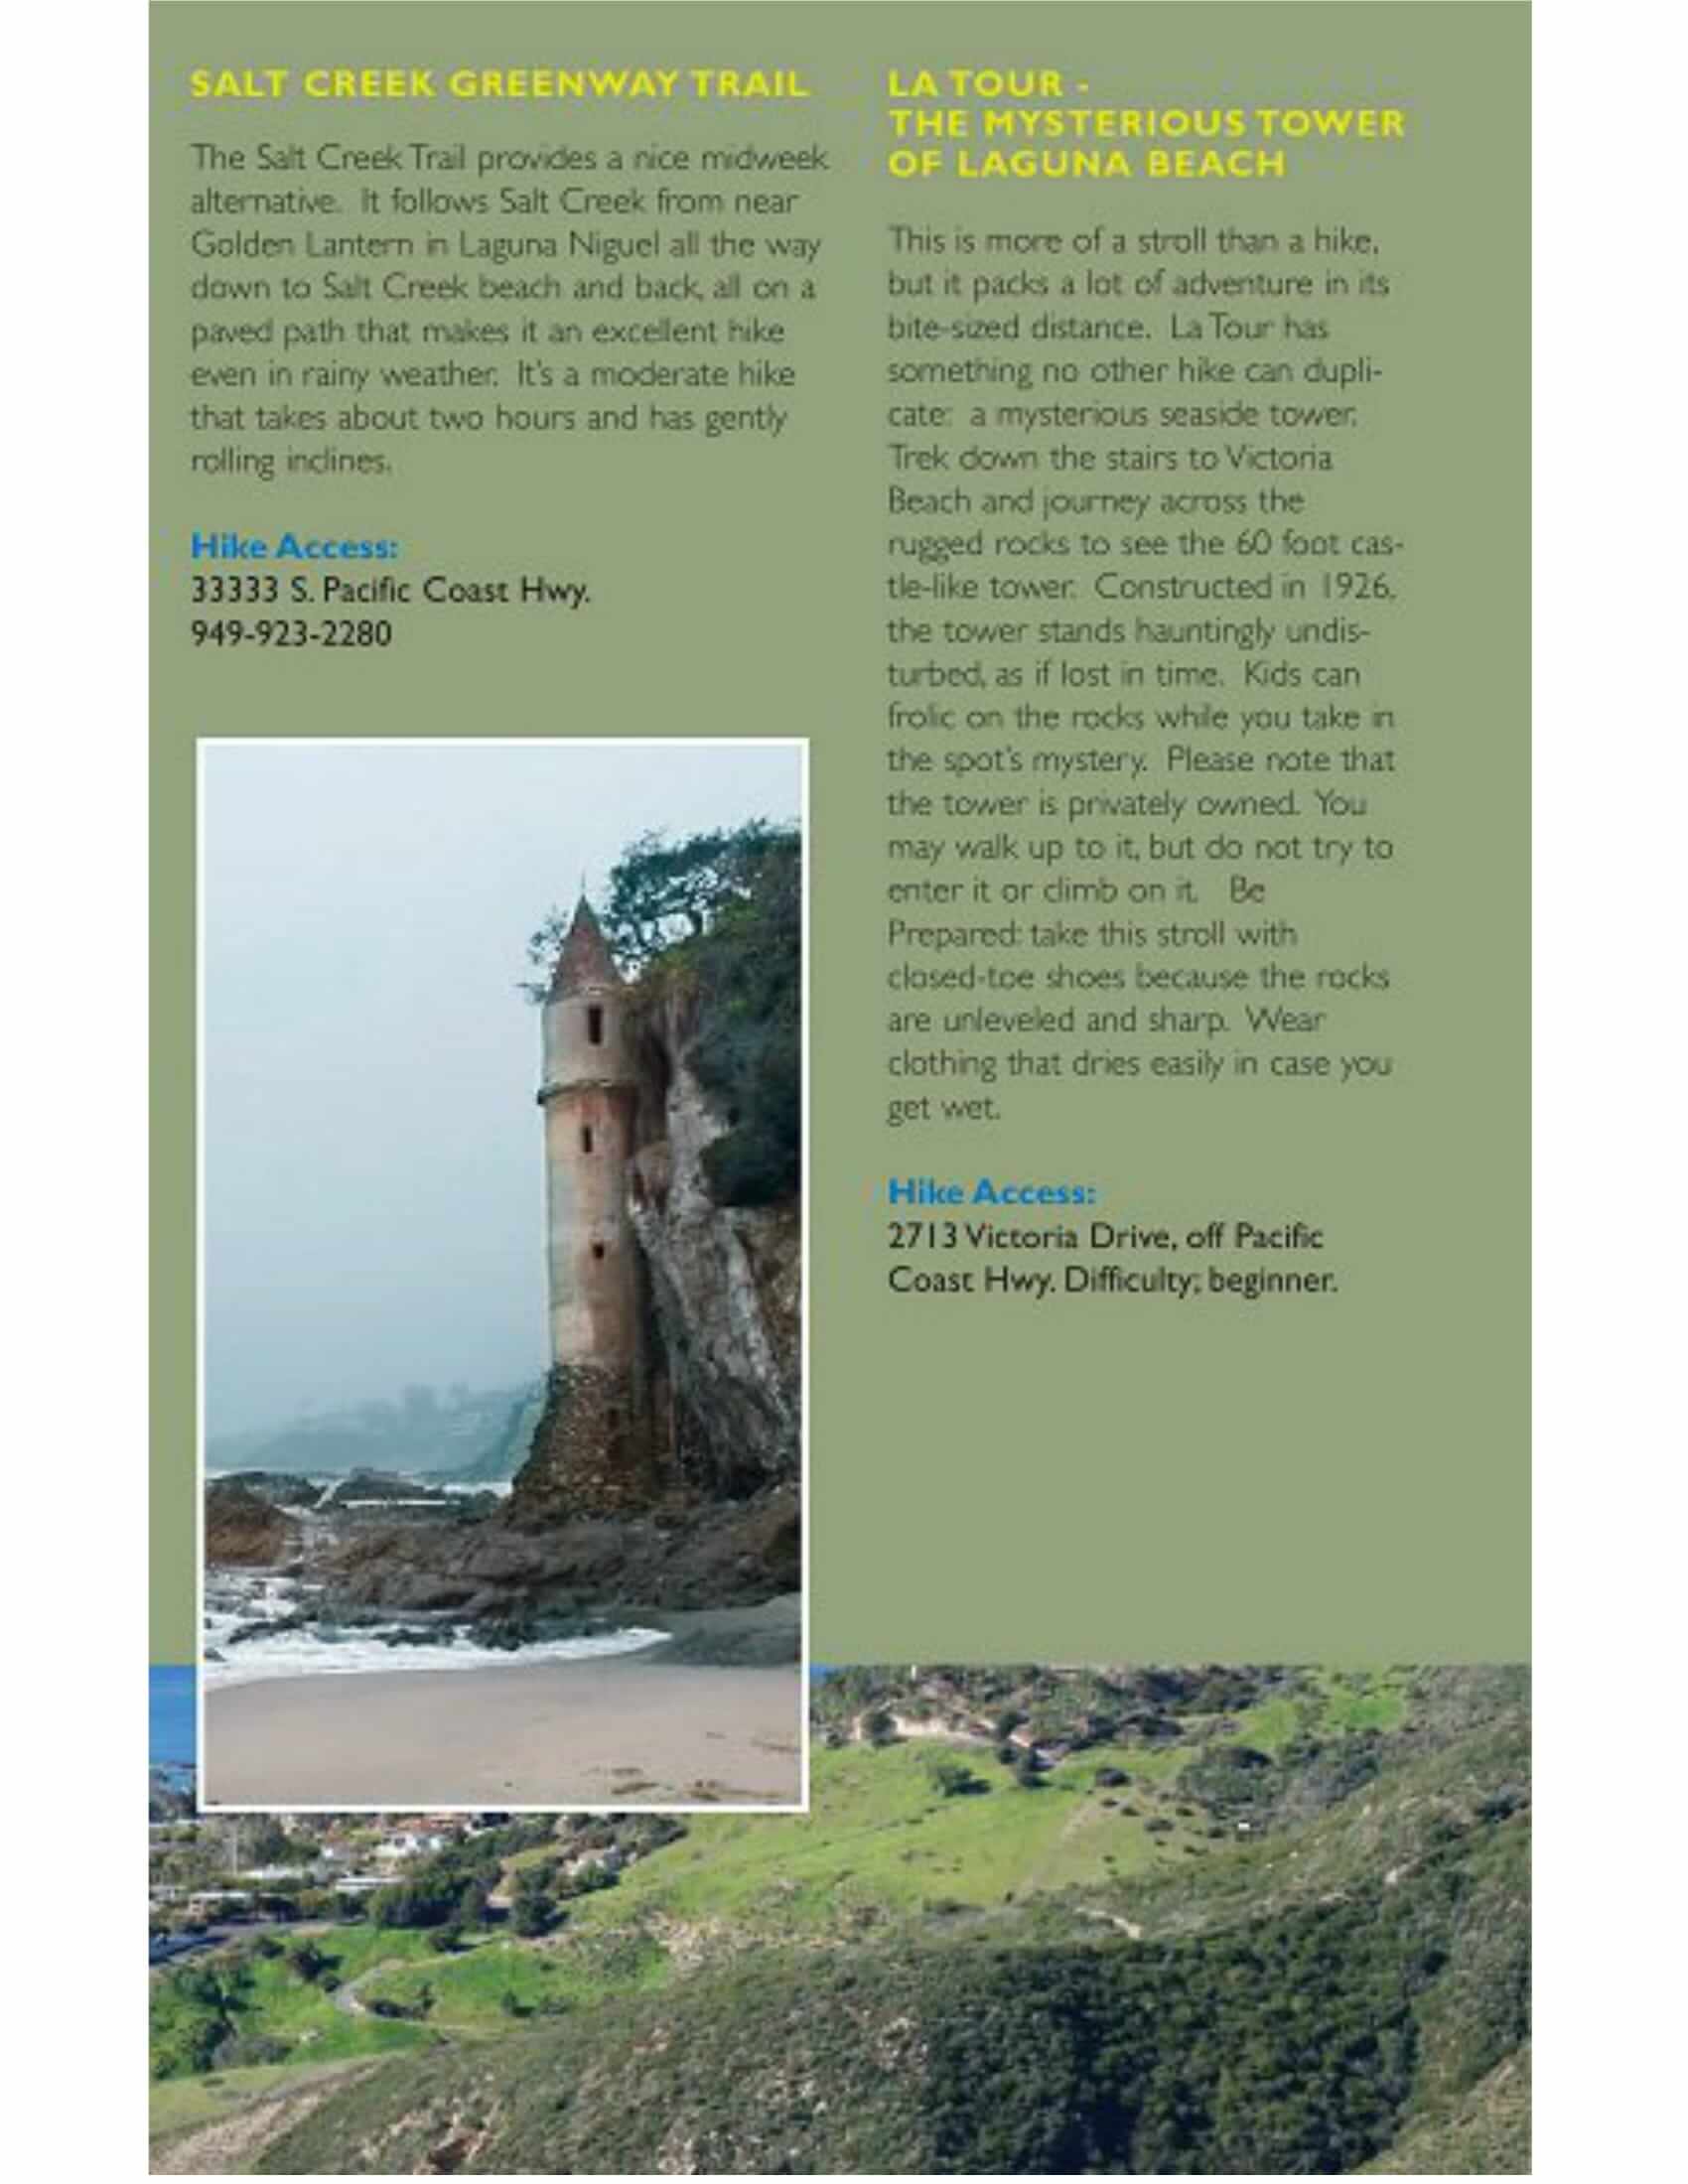 SALT CREEK GREENWAY TRAIL
The Salt Creek Trail provides a nice midweek
alternative. It follows Salt Creek from near
Golden Lantern in Laguna Niguel all the way
down to Salt Creek beach and back, all on a
paved path that makes it an excellent hike
even in rainy weather. It's a moderate hike
that takes about two hours and has gently
rolling inclines.
Hike Access:
33333 S. Pacific Coast Hwy.
949-923-2280
LA TOUR -
THE MYSTERIOUS TOWER
OF LAGUNA BEACH
This is more of a stroll than a hike,
but it packs a lot of adventure in its
bite-sized distance. La Tour has
something no other hike can dupli-
cate: a mysterious seaside tower.
Trek down the stairs to Victoria
Beach and journey across the
rugged rocks to see the 60 foot cas-
tle-like tower. Constructed in 1926,
the tower stands hauntingly undis-
turbed, as if lost in time. Kids can
frolic on the rocks while you take in
the spot's mystery. Please note that
the tower is privately owned. You
may walk up to it, but do not try to
enter it or climb on it. Be
Prepared: take this stroll with
closed-toe shoes because the rocks
are unleveled and sharp. Wear
clothing that dries easily in case you
get wet.
Hike Access:
2713 Victoria Drive, off Pacific
Coast Hwy. Difficulty; beginner.